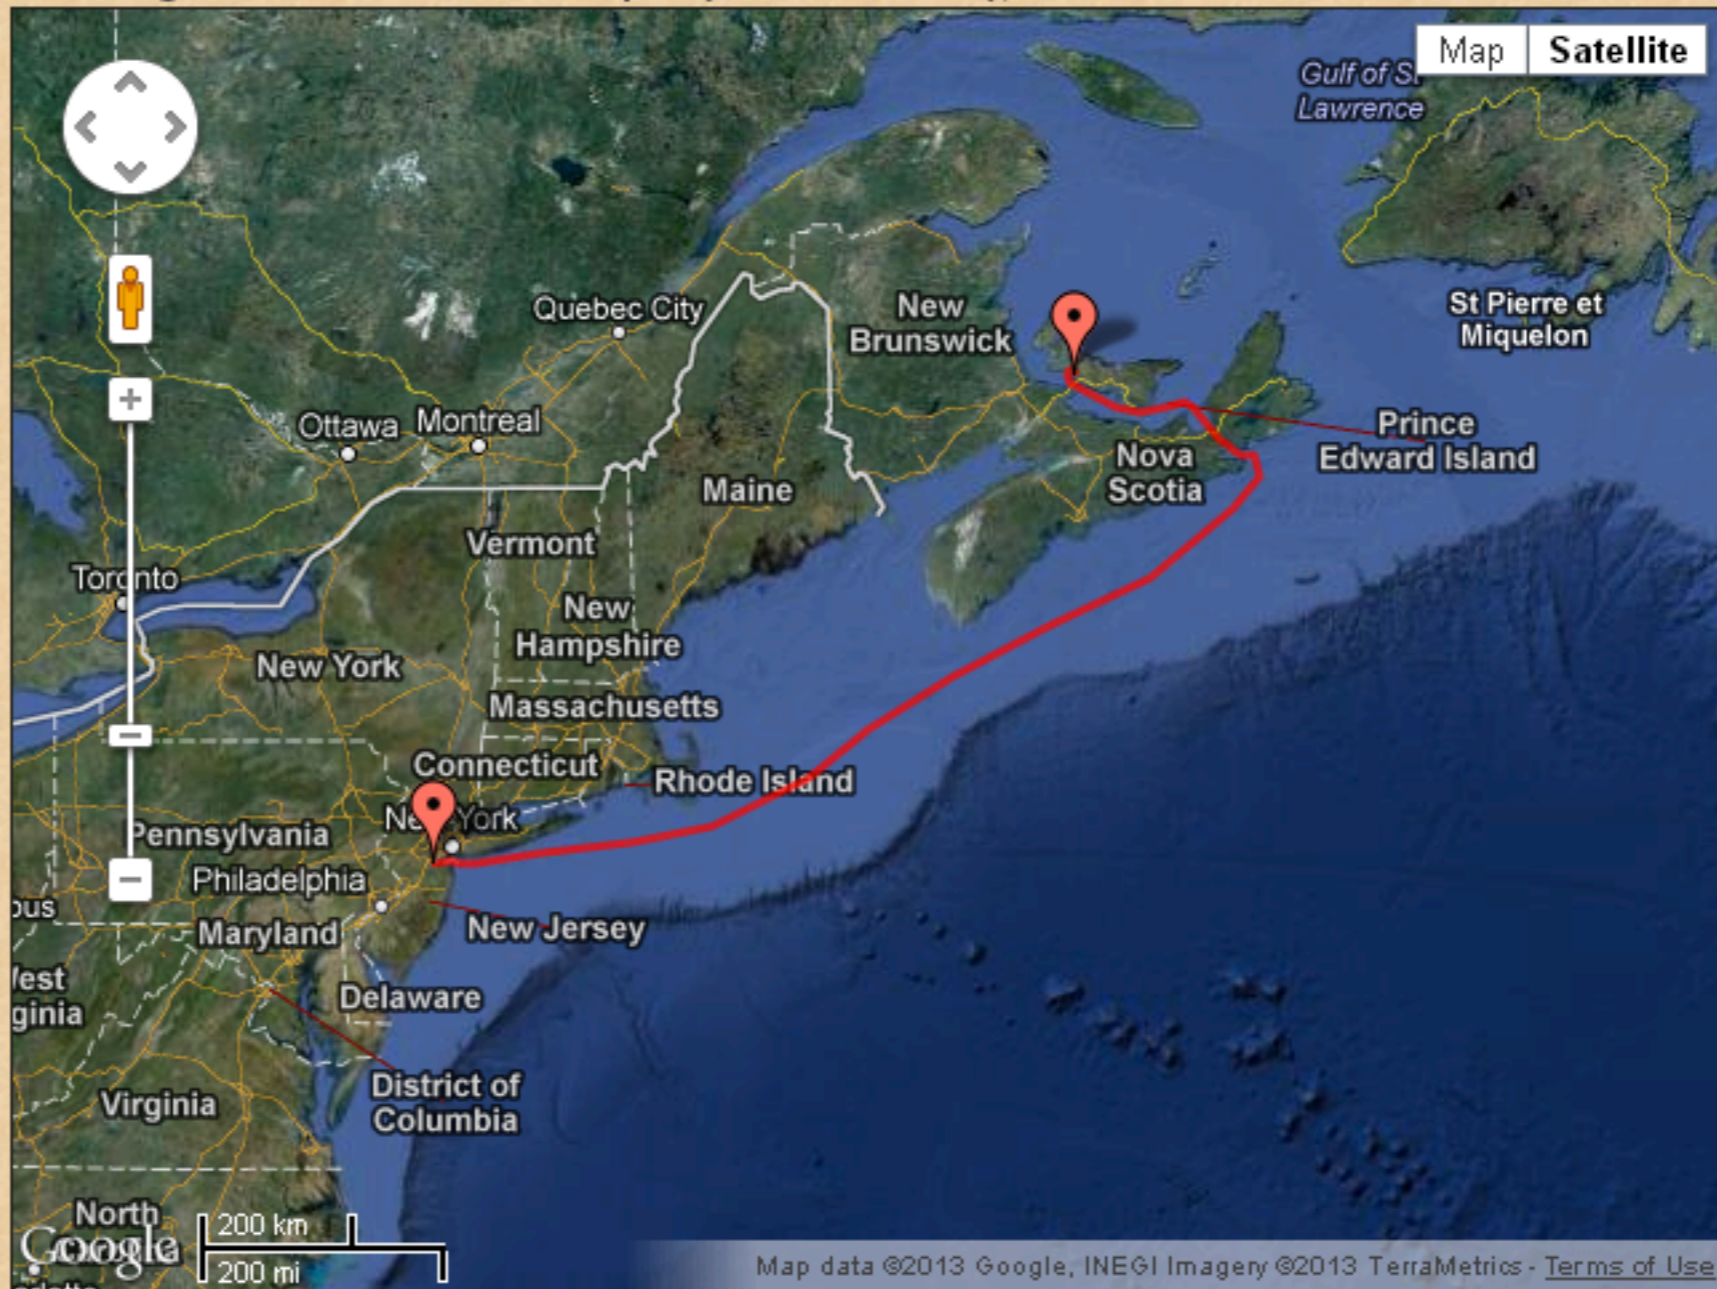 Map
Satellite
Gulf of St
Lawrence
Quebec City
New
Brunswick
St Pierre et
Miquelon
Ottawa
Montreal
Prince
Edward Island
Nova
Scotia
Maine
Vermont
Toronto
New
Hampshire
New York
Massachusetts
Connecticut
Rhode Island
New York
Pennsylvania
Philadelphia
New Jersey
Maryland
Delaware
District of
Columbia
Virginia
North
Google
200 km
200 mi
Map data ©2013 Google, INEGI Imagery ©2013 TerraMetrics - Terms of Use